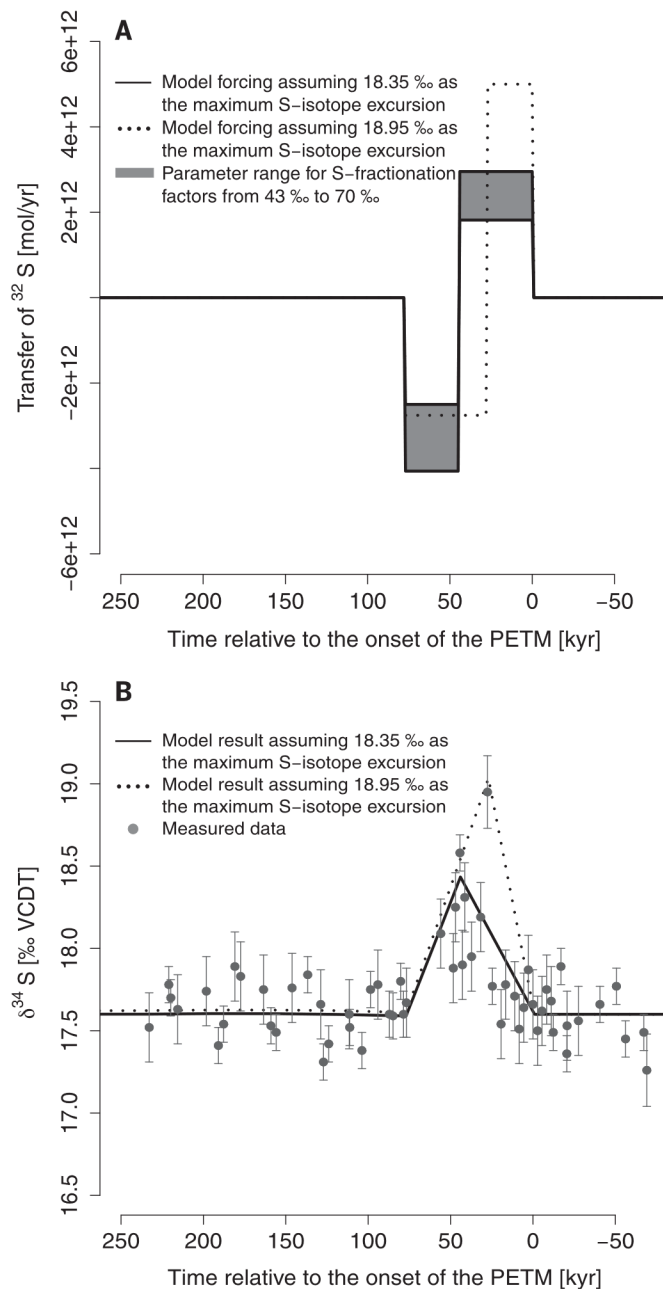 A
6e+12
4e+12
2e+12
−2e+12
−6e+12
Transfer of ³² S [mol/yr]
Model forcing assuming 18.35 ‰ as
the maximum S−isotope excursion
Model forcing assuming 18.95 ‰ as
the maximum S−isotope excursion
Parameter range for S−fractionation
factors from 43 ‰ to 70 ‰
250 200 150 100 50 0 −50
Time relative to the onset of the PETM [kyr]
B
19.5
19.0
18.5
18.0
17.5
17.0
16.5
δ³⁴ S [‰ VCDT]
Model result assuming 18.35 ‰ as
the maximum S−isotope excursion
Model result assuming 18.95 ‰ as
the maximum S−isotope excursion
Measured data
250 200 150 100 50 0 −50
Time relative to the onset of the PETM [kyr]